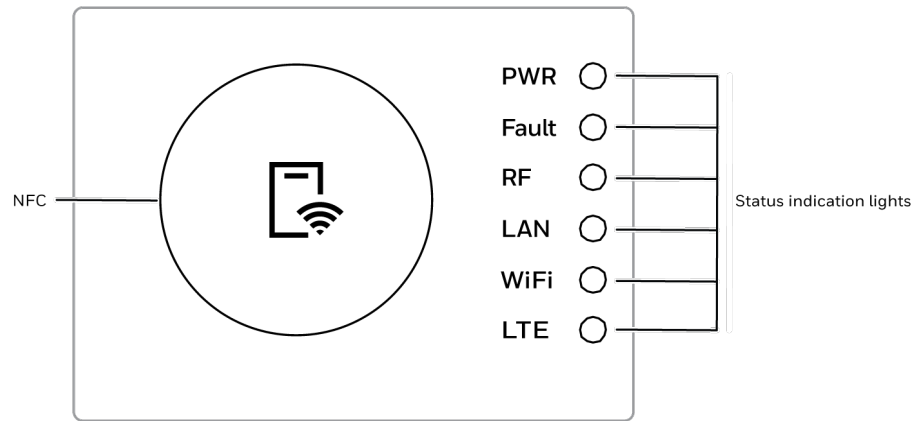 NFC
PWR
Fault
RF
LAN
WiFi
LTE
Status indication lights